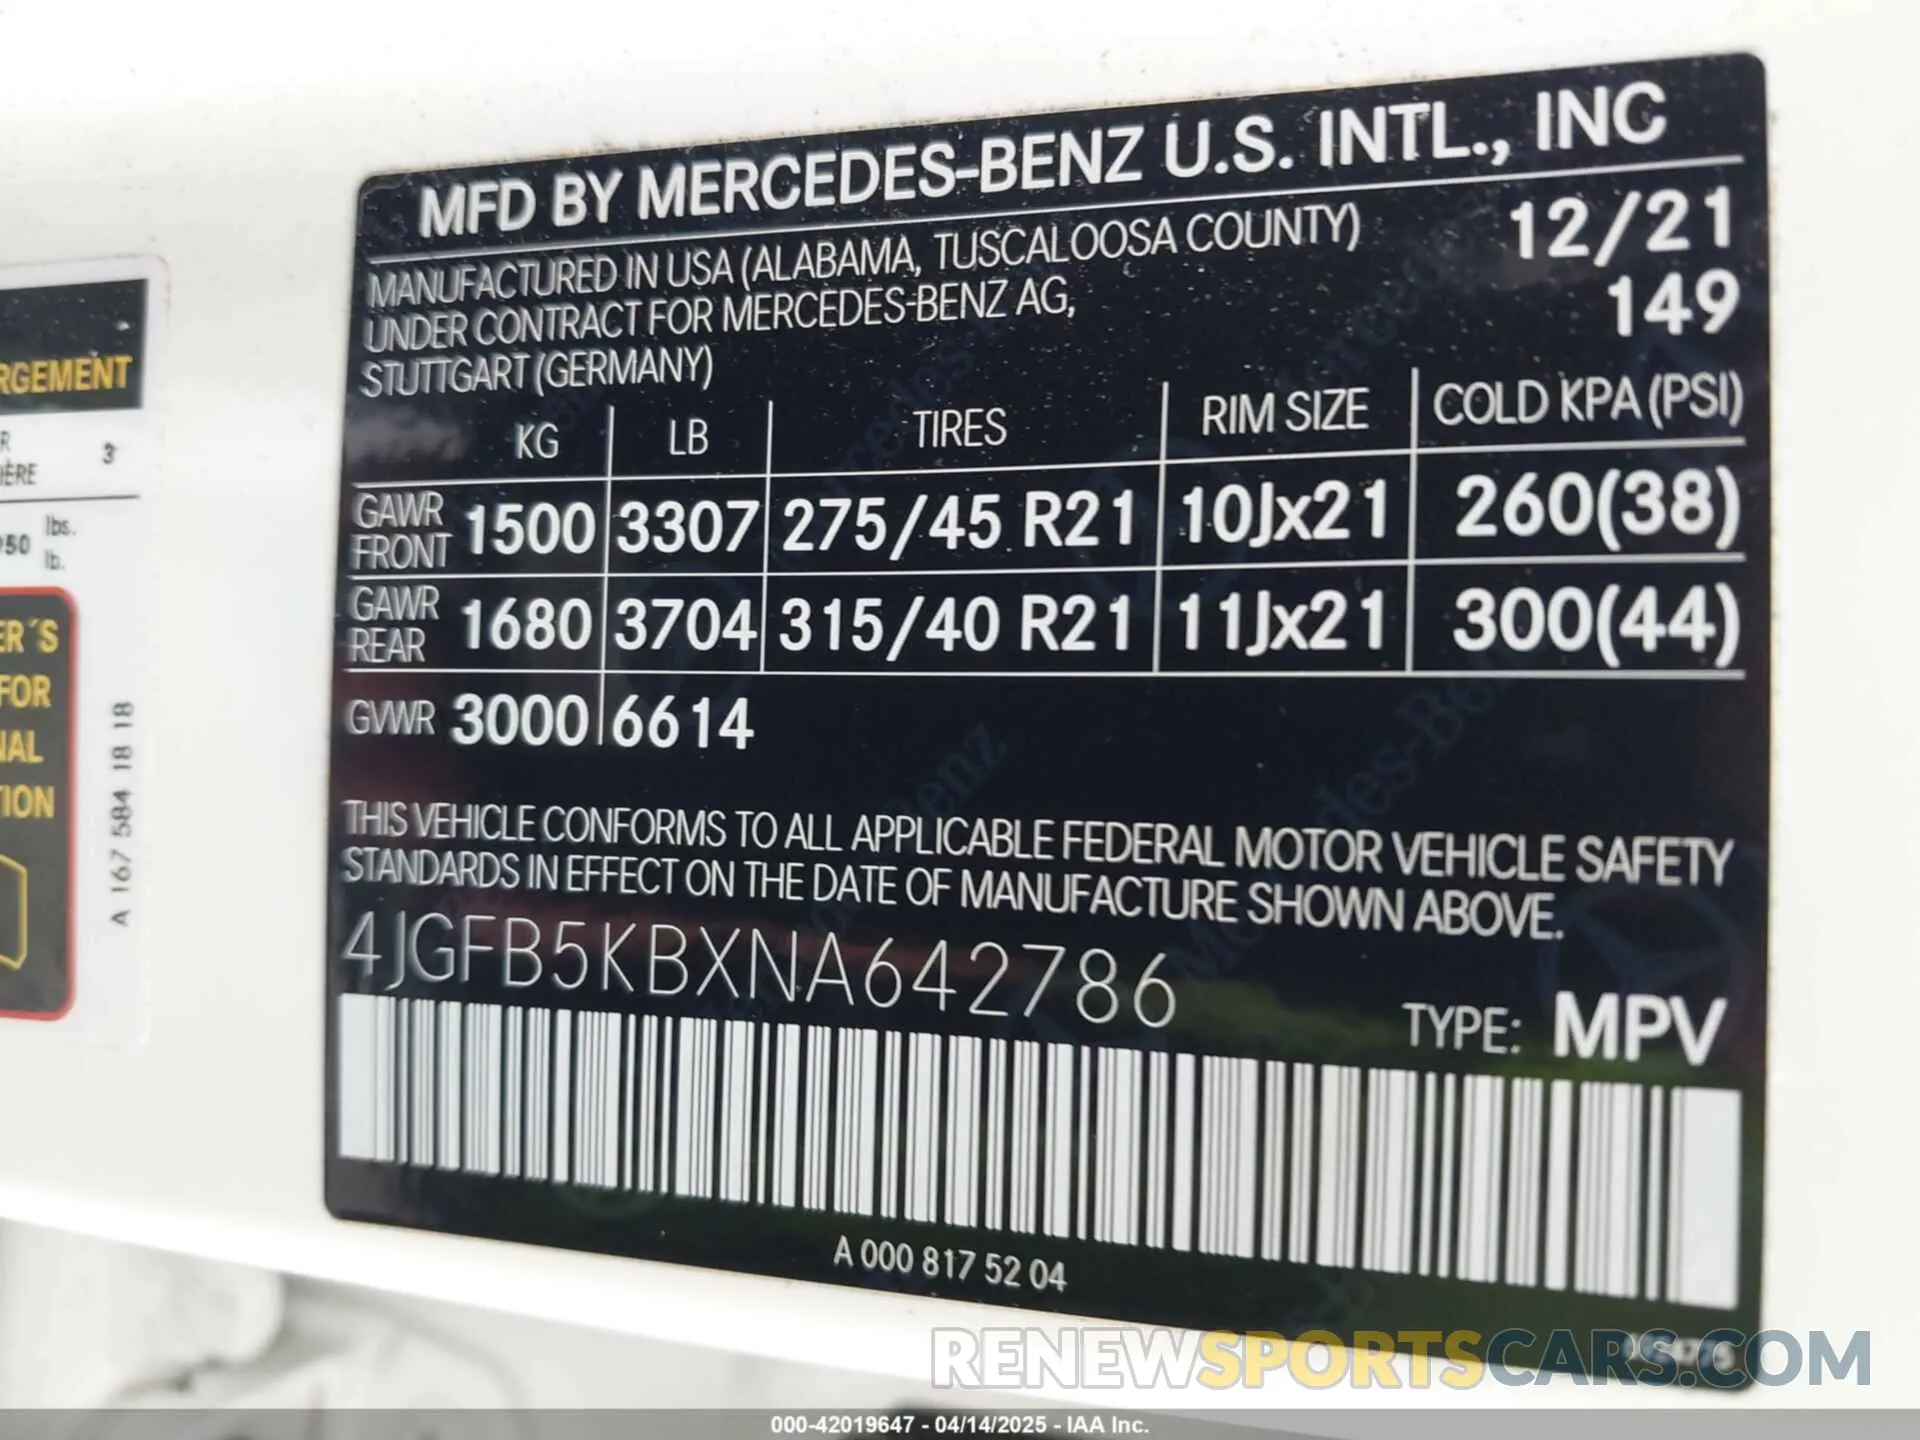 MFD BY MERCEDES-BENZ U.S. INTL., INC
MANUFACTURED IN USA (ALABAMA, TUSCALOOSA COUNTY) 12/21
UNDER CONTRACT FOR MERCEDES-BENZ AG, 149
STUTTGART (GERMANY)
KG LB TIRES RIM SIZE COLD KPA (PSI)
GAWR FRONT 1500 3307 275/45 R21 10Jx21 260(38)
GAWR REAR 1680 3704 315/40 R21 11Jx21 300(44)
GVWR 3000 6614
THIS VEHICLE CONFORMS TO ALL APPLICABLE FEDERAL MOTOR VEHICLE SAFETY
STANDARDS IN EFFECT ON THE DATE OF MANUFACTURE SHOWN ABOVE.
4JGFB5KBXNA642786
TYPE: MPV
A 000 817 52 04
RGEMENT
R 3
IÈRE
950 lbs.
lb.
ER´S
FOR
NAL
TION
A 167 584 18 18
RENEWSPORTSCARS.COM
000-42019647 - 04/14/2025 - IAA Inc.